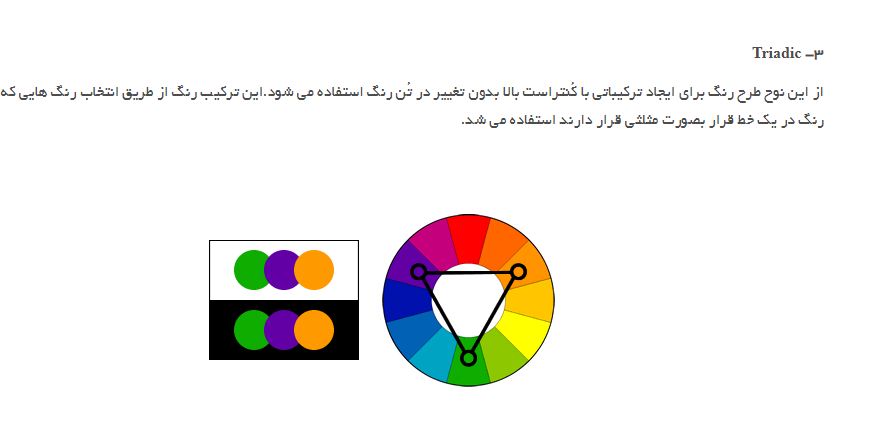 ۳– Triadic
از این نوح طرح رنگ برای ایجاد ترکیباتی با کُنتراست بالا بدون تغییر در تُن رنگ استفاده می شود.این ترکیب رنگ از طریق انتخاب رنگ هایی که
رنگ در یک خط قرار بصورت مثلثی قرار دارند استفاده می شد.